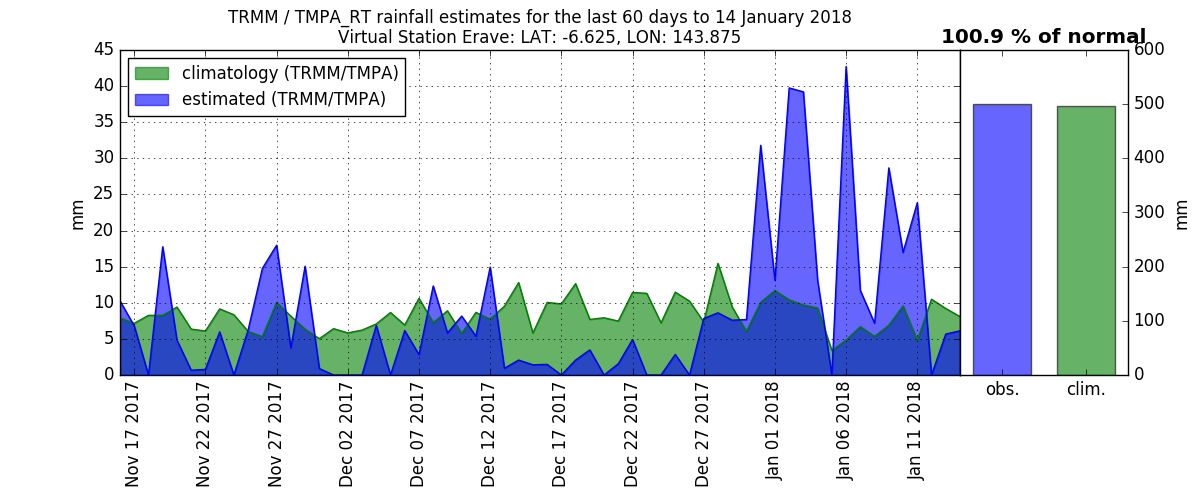 TRMM / TMPA_RT rainfall estimates for the last 60 days to 14 January 2018
Virtual Station Erave: LAT: -6.625, LON: 143.875
100.9 % of normal
climatology (TRMM/TMPA)
estimated (TRMM/TMPA)
45
40
35
30
25
20
15
10
5
0
mm
Nov 17 2017
Nov 22 2017
Nov 27 2017
Dec 02 2017
Dec 07 2017
Dec 12 2017
Dec 17 2017
Dec 22 2017
Dec 27 2017
Jan 01 2018
Jan 06 2018
Jan 11 2018
600
500
400
300
200
100
0
mm
obs.
clim.